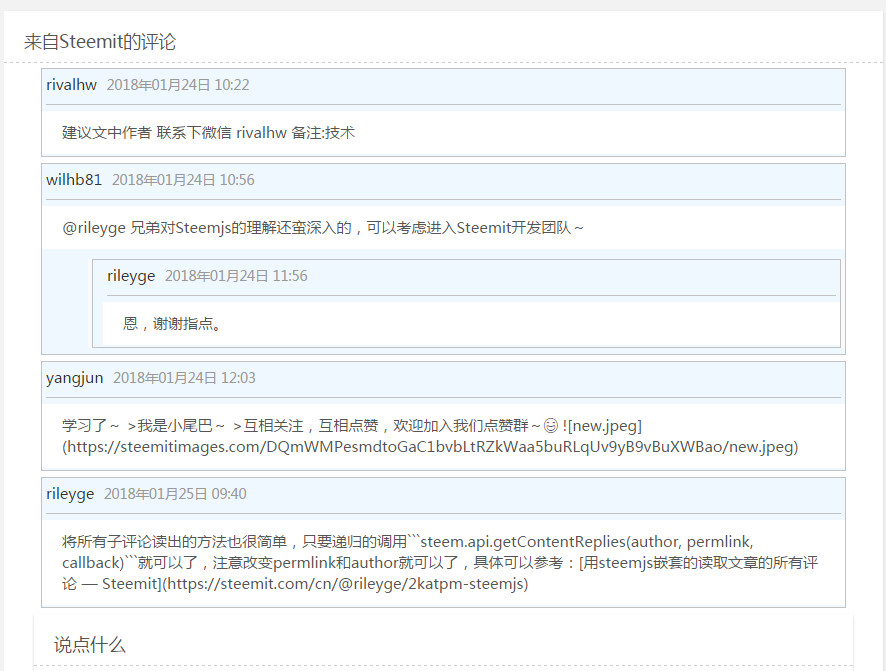 来自Steemit的评论
rivalhw 2018年01月24日 10:22
建议文中作者 联系下微信 rivalhw 备注:技术
wilhb81 2018年01月24日 10:56
@rileyge 兄弟对Steemjs的理解还蛮深入的，可以考虑进入Steemit开发团队～
rileyge 2018年01月24日 11:56
恩，谢谢指点。
yangjun 2018年01月24日 12:03
学习了～ >我是小尾巴～ >互相关注，互相点赞，欢迎加入我们点赞群～😄 ![new.jpeg]
(https://steemitimages.com/DQmWMPesmdtoGaC1bvbLtRZkWaa5buRLqUv9yB9vBuXWBao/new.jpeg)
rileyge 2018年01月25日 09:40
将所有子评论读出的方法也很简单，只要递归的调用```steem.api.getContentReplies(author, permlink,
callback)```就可以了，注意改变permlink和author就可以了，具体可以参考：[用steemjs嵌套的读取文章的所有评
论 — Steemit](https://steemit.com/cn/@rileyge/2katpm-steemjs)
说点什么